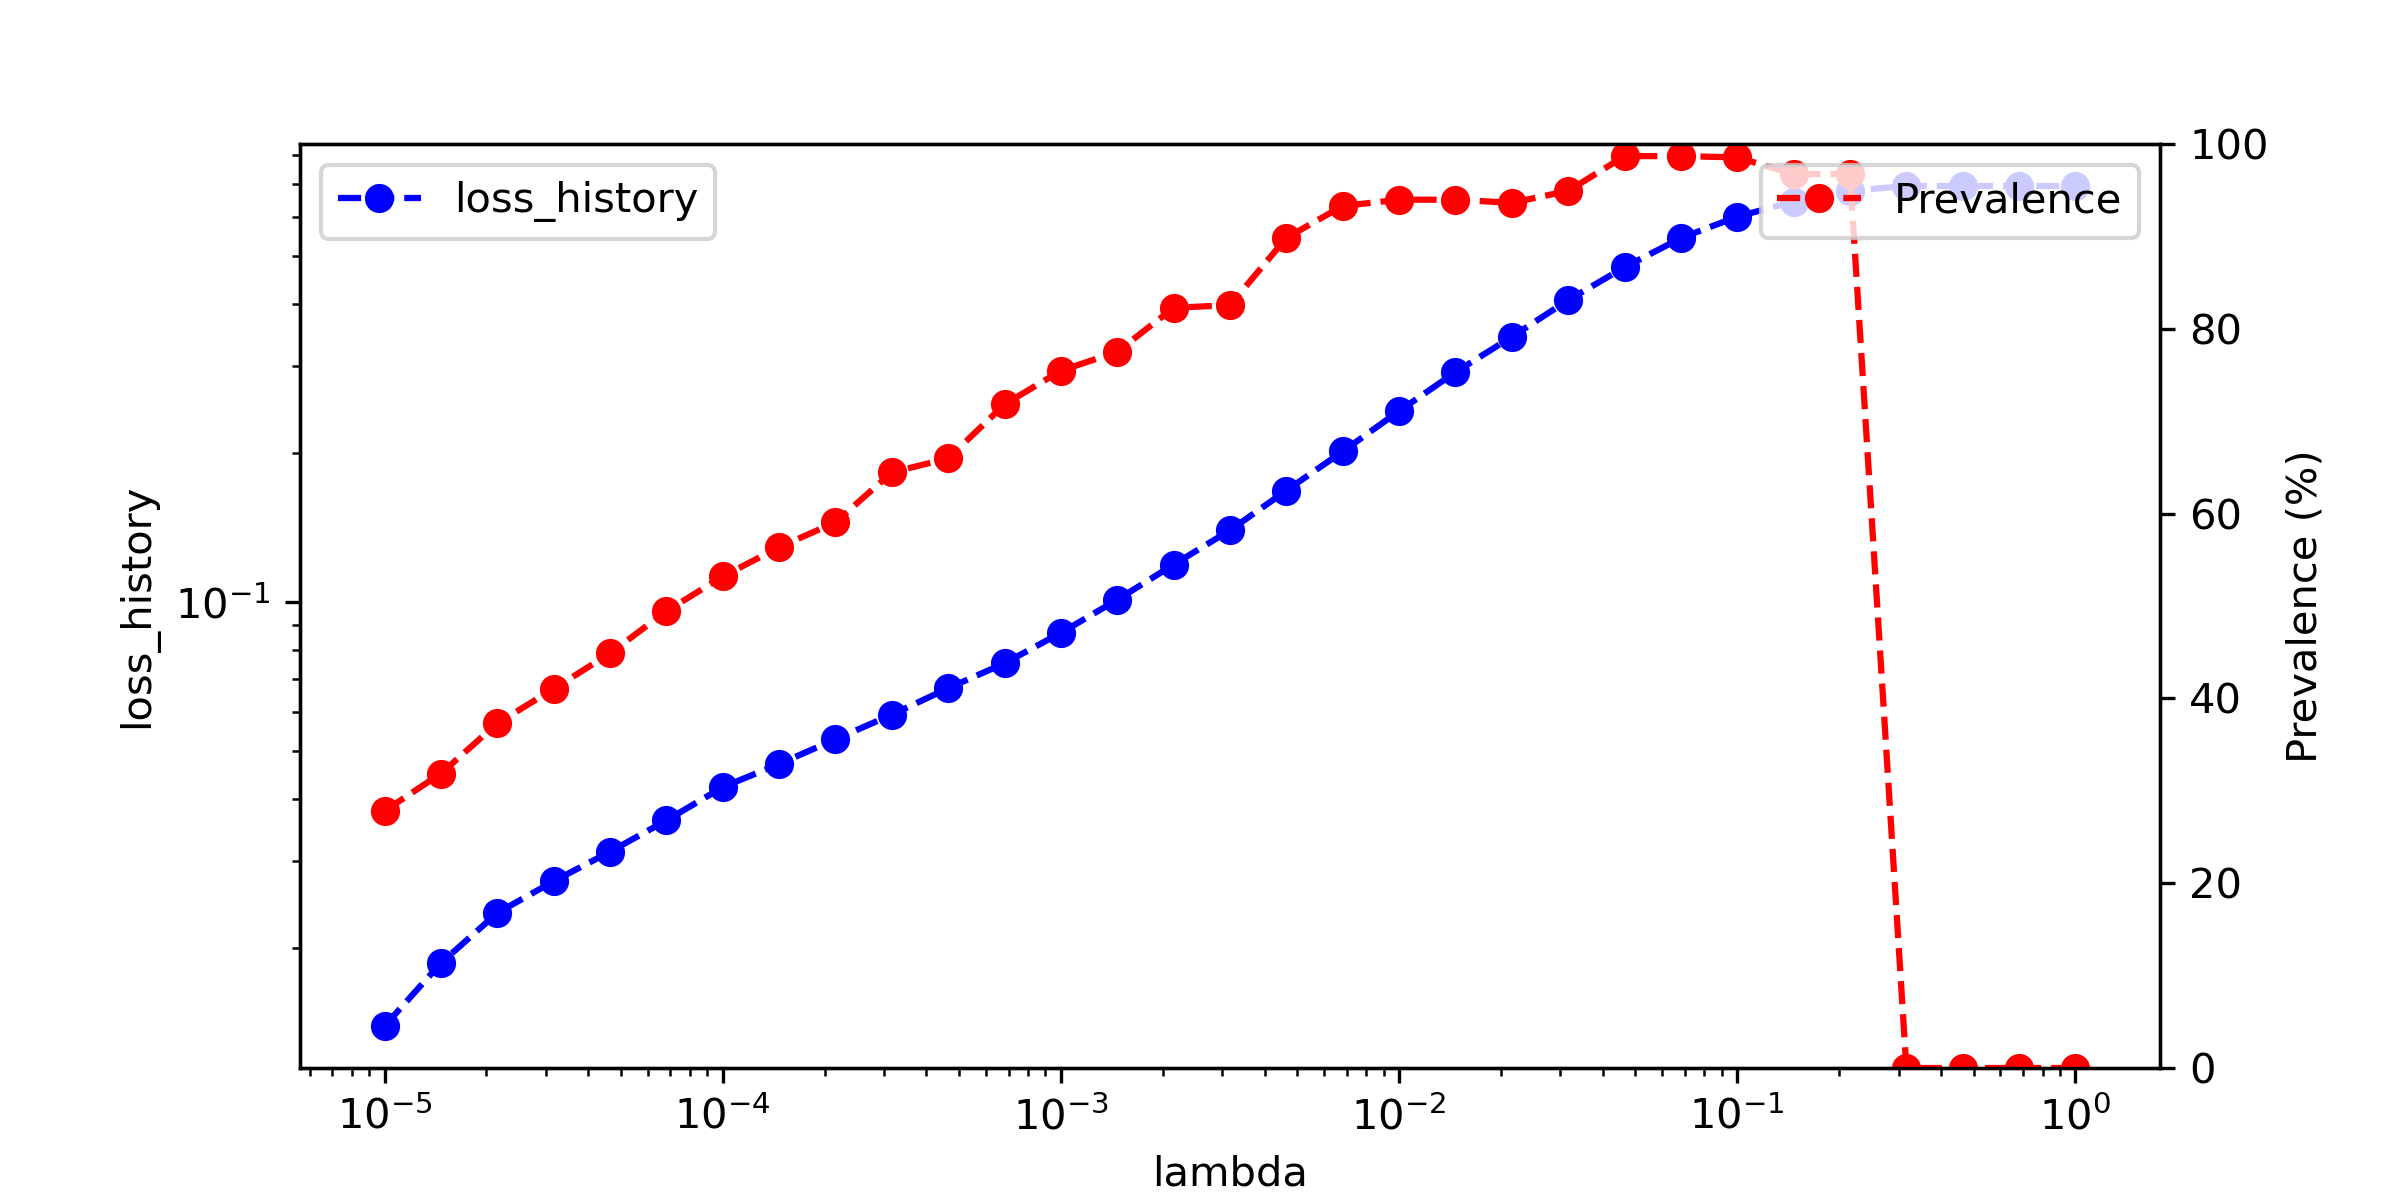 loss_history
Prevalence
100
80
60
40
20
0
Prevalence (%)
loss_history
10⁻¹
10⁻⁵
10⁻⁴
10⁻³
10⁻²
10⁻¹
10⁰
lambda